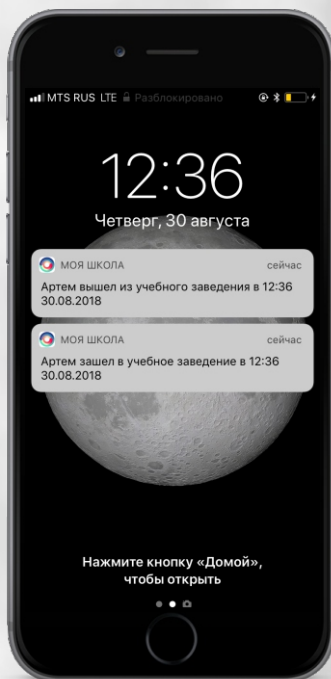 MTS RUS LTE Разблокировано
12:36
Четверг, 30 августа
МОЯ ШКОЛА сейчас
Артем вышел из учебного заведения в 12:36
30.08.2018
МОЯ ШКОЛА сейчас
Артем зашел в учебное заведение в 12:36
30.08.2018
Нажмите кнопку «Домой»,
чтобы открыть